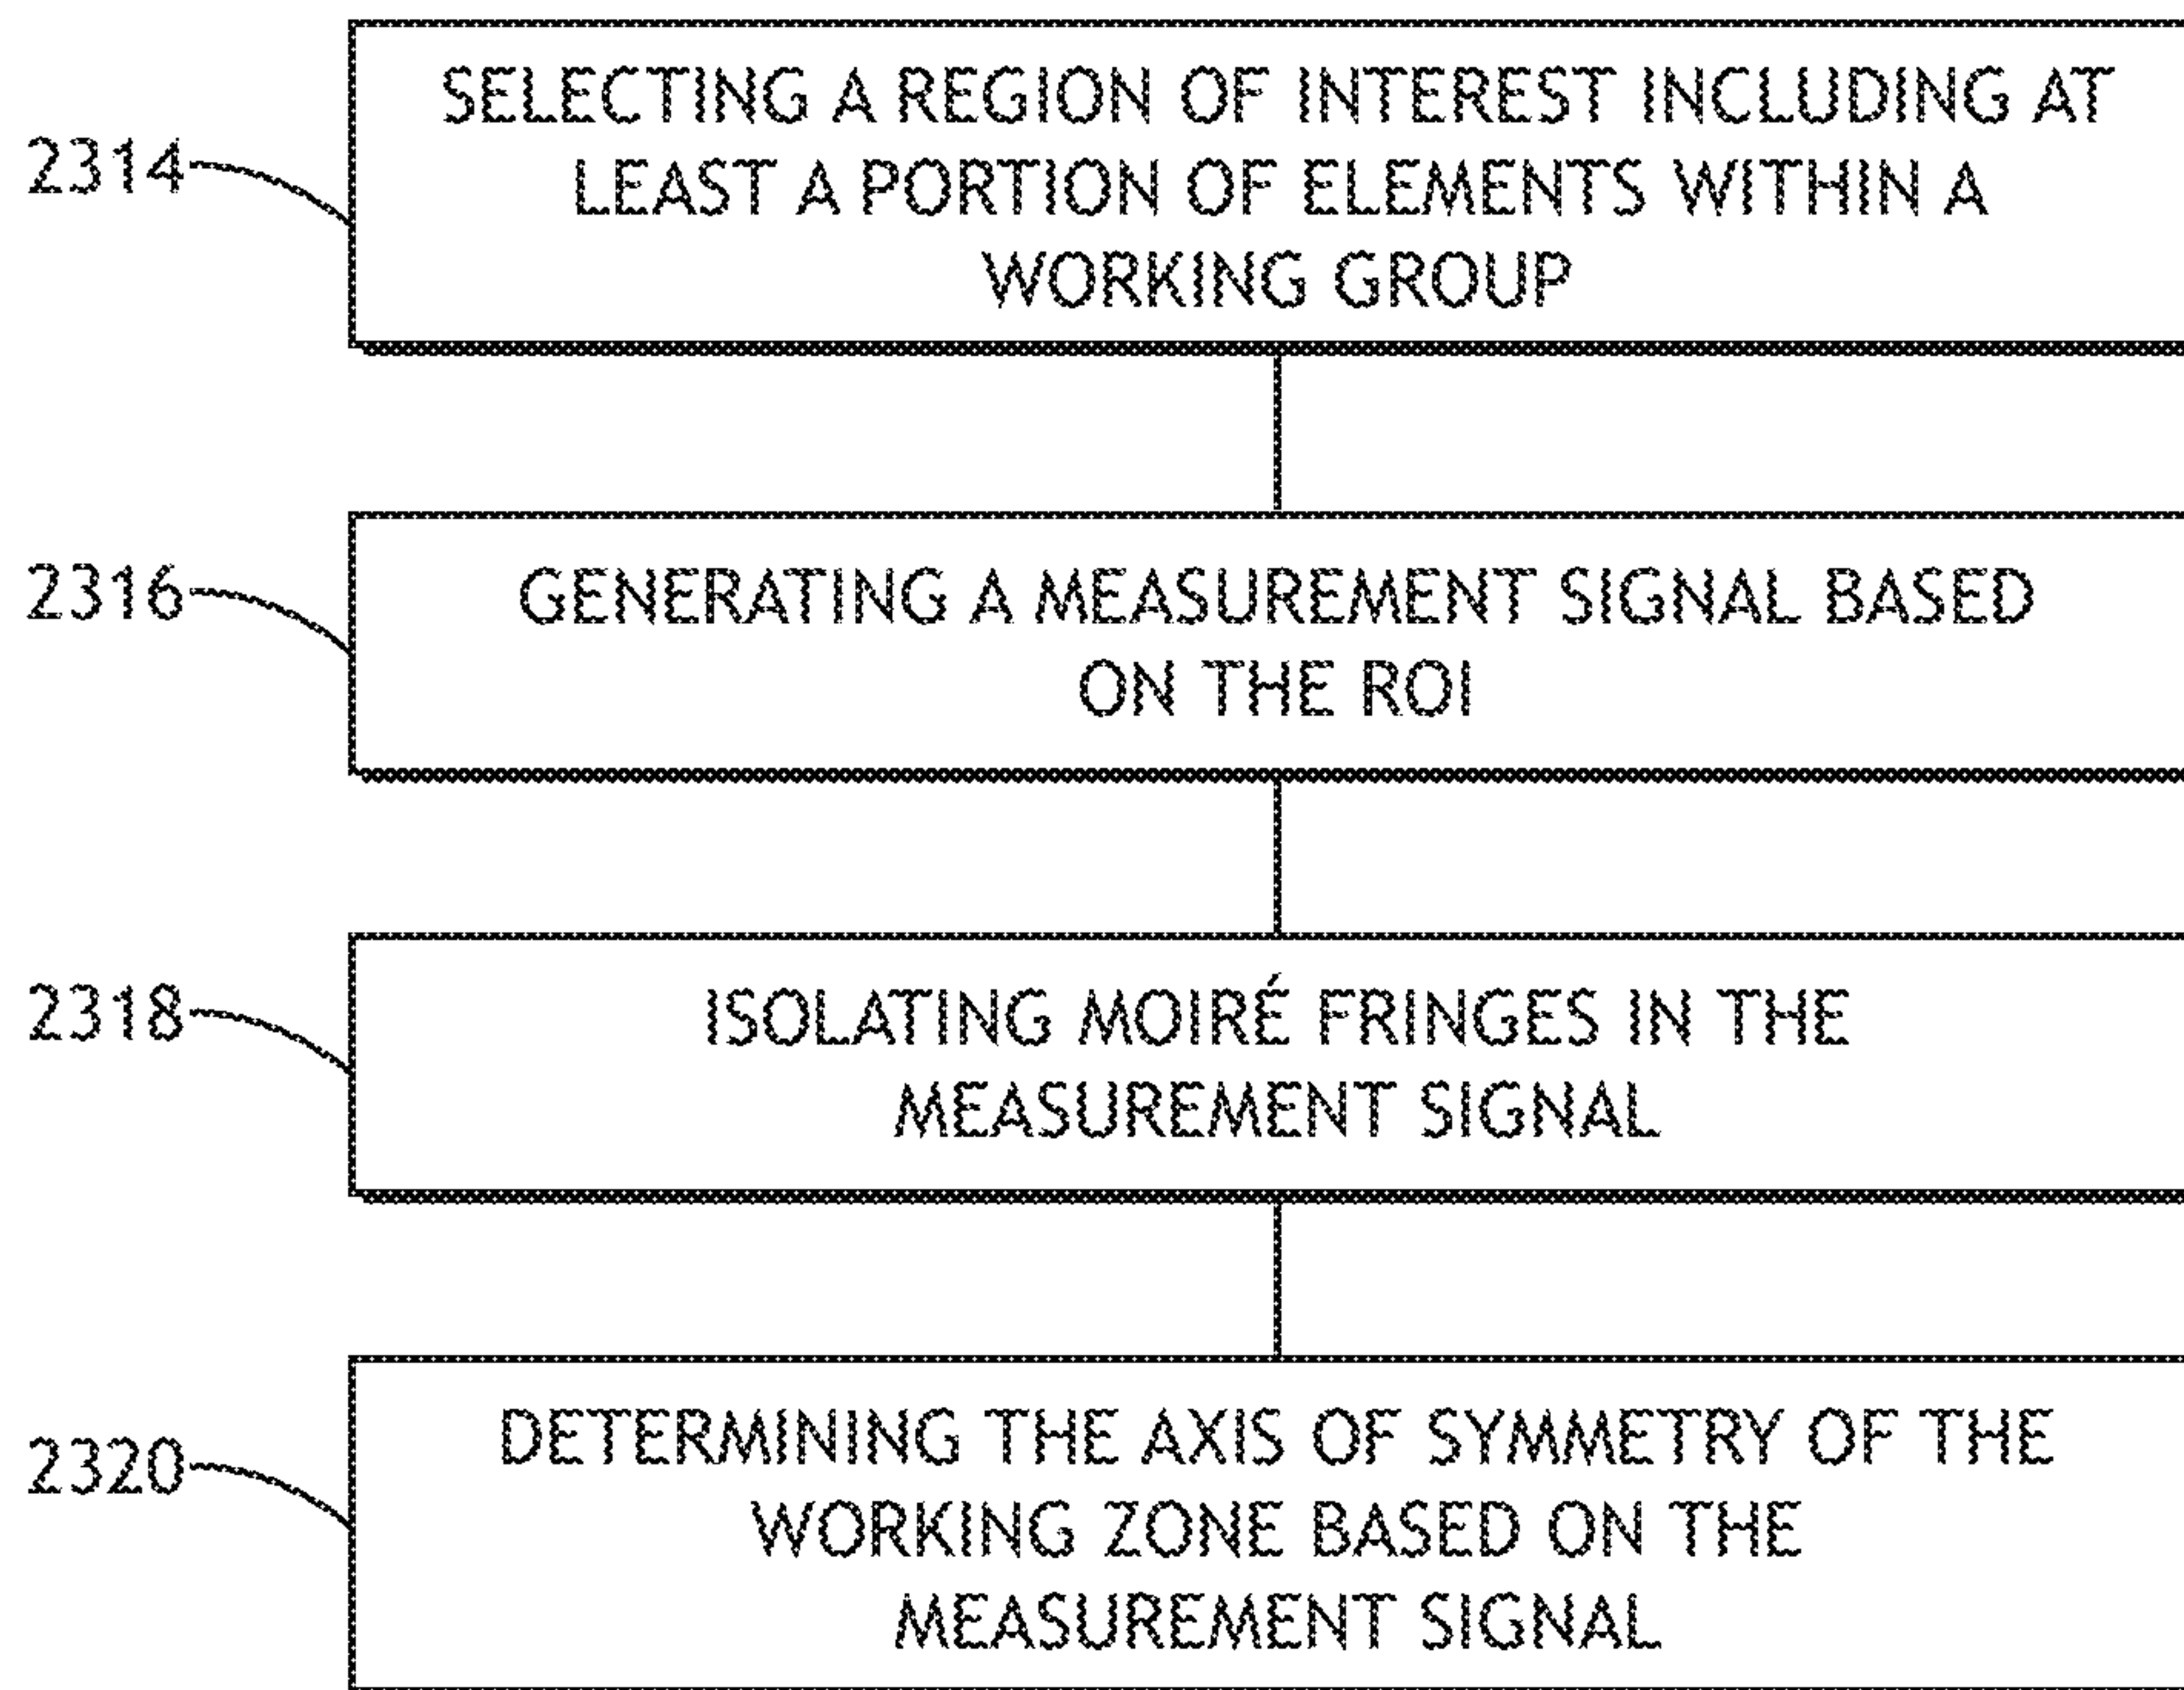 2314
SELECTING A REGION OF INTEREST INCLUDING AT
LEAST A PORTION OF ELEMENTS WITHIN A
WORKING GROUP
2316
GENERATING A MEASUREMENT SIGNAL BASED
ON THE ROI
2318
ISOLATING MOIRÉ FRINGES IN THE
MEASUREMENT SIGNAL
2320
DETERMINING THE AXIS OF SYMMETRY OF THE
WORKING ZONE BASED ON THE
MEASUREMENT SIGNAL